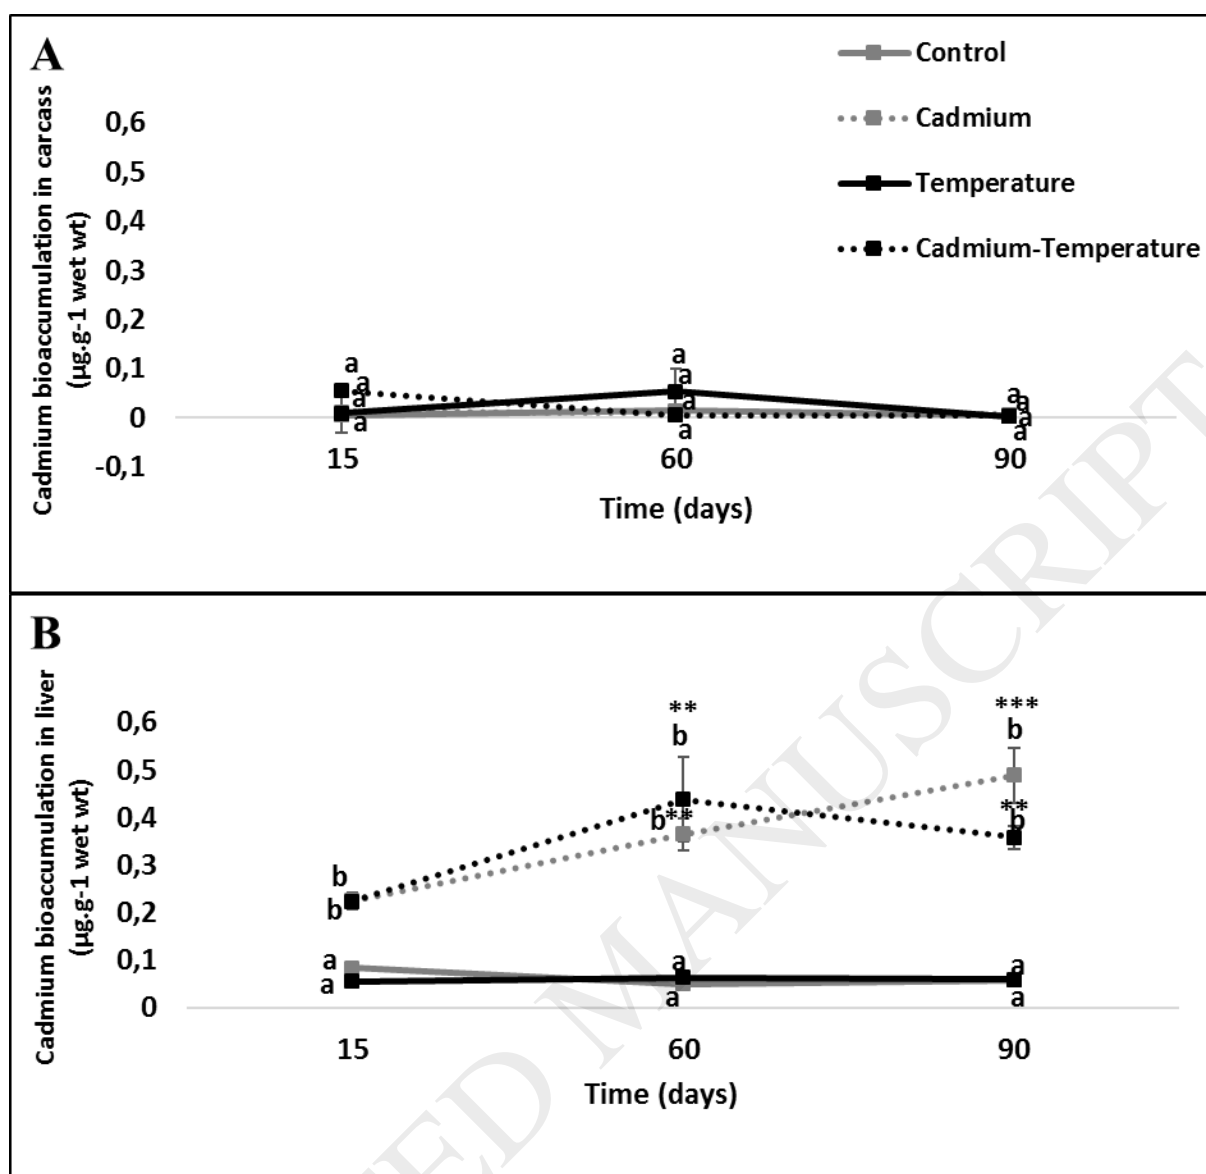 A
Cadmium bioaccumulation in carcass
(µg.g-1 wet wt)
Control
Cadmium
Temperature
Cadmium-Temperature
0,6
0,5
0,4
0,3
0,2
0,1
0
-0,1
a
a
a
a
a
a
a
a
a
a
a
a
15
60
90
Time (days)
B
Cadmium bioaccumulation in liver
(µg.g-1 wet wt)
0,6
0,5
0,4
0,3
0,2
0,1
0
b
b
a
a
**
b
b**
a
a
***
b
**
b
a
a
15
60
90
Time (days)
ED MANUSCRIPT